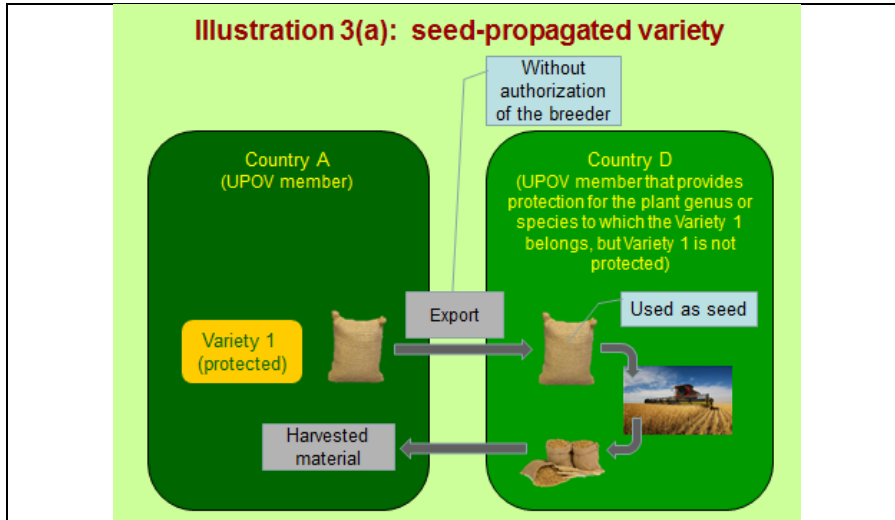 Illustration 3(a): seed-propagated variety
Without
authorization
of the breeder
Country A
(UPOV member)
Country D
(UPOV member that provides
protection for the plant genus or
species to which the Variety 1
belongs, but Variety 1 is not
protected)
Variety 1
(protected)
Export
Used as seed
Harvested
material